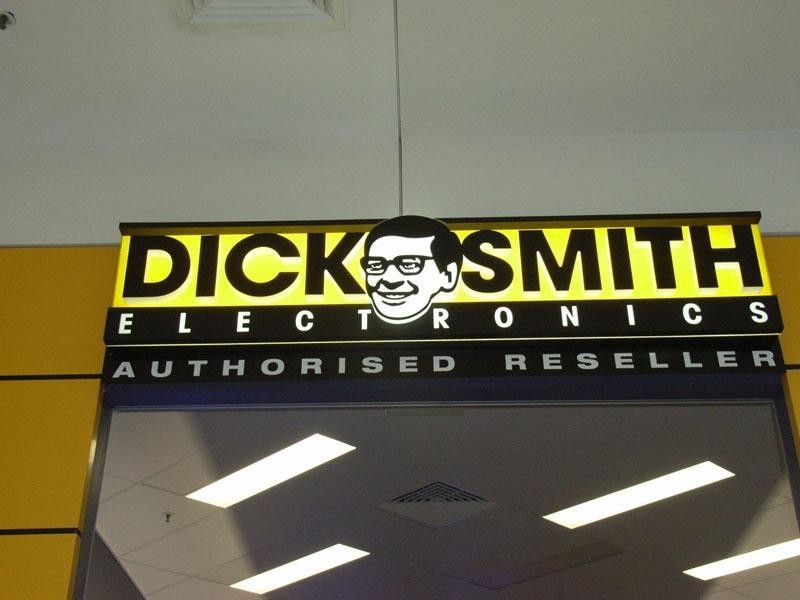 DICK SMITH
ELECTRONICS
AUTHORISED RESELLER